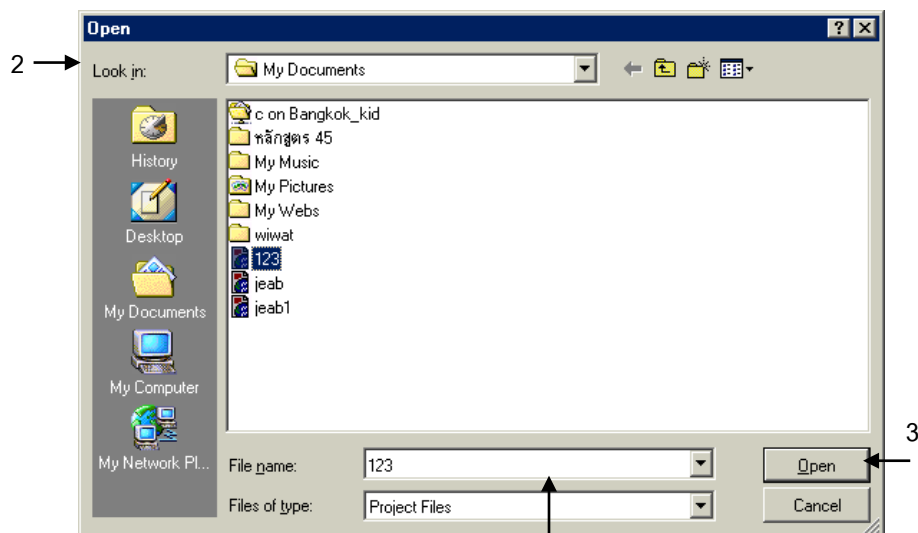 Open
2
Look in:
My Documents
c on Bangkok_kid
หลักสูตร 45
My Music
My Pictures
My Webs
wiwat
123
jeab
jeab1
History
Desktop
My Documents
My Computer
My Network Pl...
3
File name:
123
Open
Files of type:
Project Files
Cancel